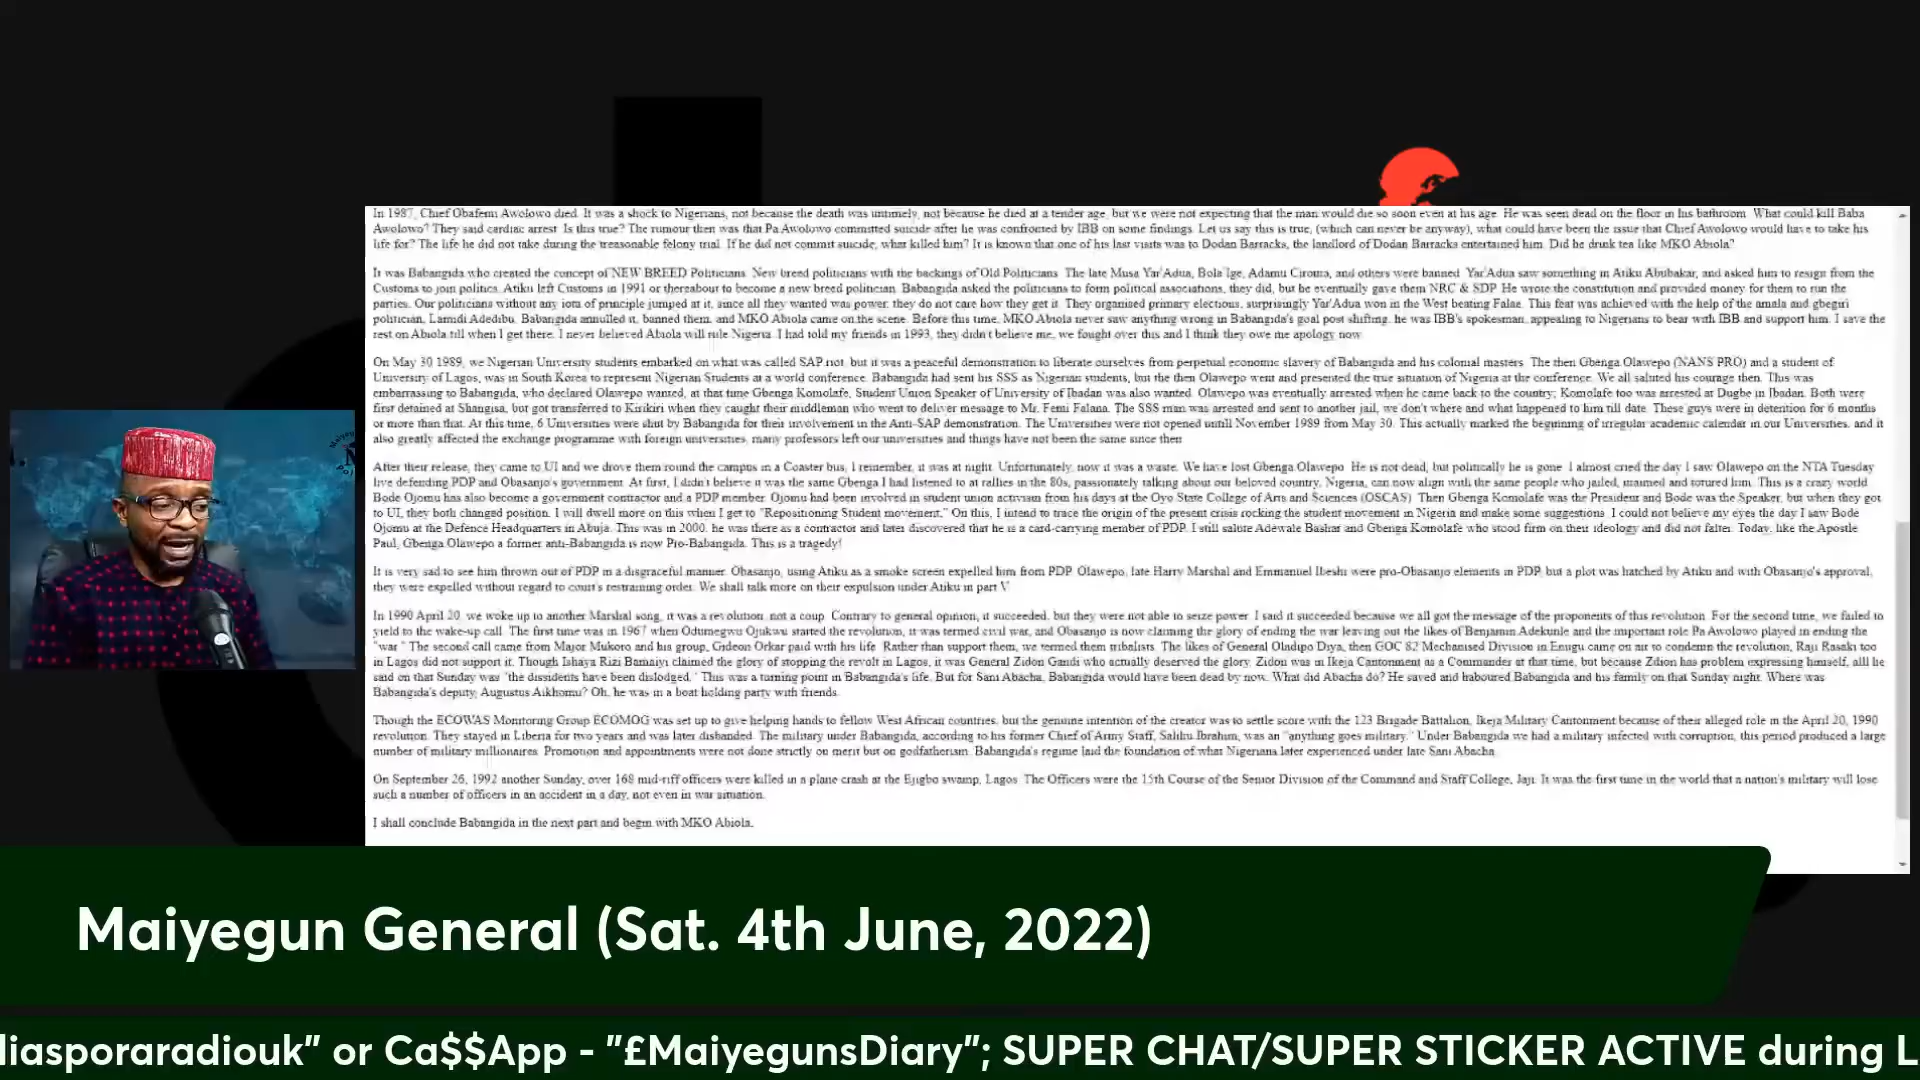 In 1987, Chief Obafemi Awolowo died. It was a shock to Nigerians, not because the death was untimely, not because he died at a tender age, but we were not expecting that the man would die so soon even at his age. He was seen dead on the floor in his bathroom. What could kill Baba
Awolowo? They said cardiac arrest. Is this true? The rumour then was that Pa Awolowo committed suicide after he was confronted by IBB on some findings. Let us say this is true, (which can never be anyway), what could have been the issue that Chief Awolowo would have to take his
life for? The life he did not take during the treasonable felony trial. If he did not commit suicide, what killed him? It is known that one of his last visits was to Dodan Barracks, the landlord of Dodan Barracks entertained him. Did he drink tea like MKO Abiola?
It was Babangida who created the concept of NEW BREED Politicians. New breed politicians with the backings of Old Politicians. The late Musa Yar'Adua, Bola Ige, Adamu Ciroma, and others were banned. Yar'Adua saw something in Atiku Abubakar, and asked him to resign from the
Customs to join politics. Atiku left Customs in 1991 or thereabout to become a new breed politician. Babangida asked the politicians to form political associations, they did, but he eventually gave them NRC & SDP. He wrote the constitution and provided money for them to run the
parties. Our politicians without any iota of principle jumped at it, since all they wanted was power, they do not care how they get it. They organised primary elections, surprisingly Yar'Adua won in the West beating Falae. This feat was achieved with the help of the amala and gbegiri
politician, Lamidi Adedibu. Babangida annulled it, banned them, and MKO Abiola came on the scene. Before this time, MKO Abiola never saw anything wrong in Babangida's goal post shifting, he was IBB's spokesman, appealing to Nigerians to bear with IBB and support him. I save the
rest on Abiola till when I get there. I never believed Abiola will rule Nigeria. I had told my friends in 1993, they didn't believe me, we fought over this and I think they owe me apology now.
On May 30 1989, we Nigerian University students embarked on what was called SAP riot, but it was a peaceful demonstration to liberate ourselves from perpetual economic slavery of Babangida and his colonial masters. The then Gbenga Olawepo (NANS PRO) and a student of
University of Lagos, was in South Korea to represent Nigerian Students at a world conference. Babangida had sent his SSS as Nigerian students, but the then Olawepo went and presented the true situation of Nigeria at the conference. We all saluted his courage then. This was
embarrassing to Babangida, who declared Olawepo wanted, at that time Gbenga Komolafe, Student Union Speaker of University of Ibadan was also wanted. Olawepo was eventually arrested when he came back to the country; Komolafe too was arrested at Dugbe in Ibadan. Both were
first detained at Shangisa, but got transferred to Kirikiri when they caught their middleman who went to deliver message to Mr. Femi Falana. The SSS man was arrested and sent to another jail, we don't where and what happened to him till date. These guys were in detention for 6 months
or more than that. At this time, 6 Universities were shut by Babangida for their involvement in the Anti-SAP demonstration. The Universities were not opened until November 1989 from May 30. This actually marked the beginning of irregular academic calendar in our Universities, and it
also greatly affected the exchange programme with foreign universities, many professors left our universities and things have not been the same since then
After their release, they came to UI and we drove them round the campus in a Coaster bus, I remember, it was at night. Unfortunately, now it was a waste. We have lost Gbenga Olawepo. He is not dead, but politically he is gone. I almost cried the day I saw Olawepo on the NTA Tuesday
live defending PDP and Obasanjo's government. At first, I didn't believe it was the same Gbenga I had listened to at rallies in the 80s, passionately talking about our beloved country, Nigeria, can now align with the same people who jailed, maimed and tortured him. This is a crazy world
Bode Ojomu has also become a government contractor and a PDP member. Ojomu had been involved in student union activism from his days at the Oyo State College of Arts and Sciences (OSCAS). Then Gbenga Komolafe was the President and Bode was the Speaker, but when they got
to UI, they both changed position. I will dwell more on this when I get to "Repositioning Student movement." On this, I intend to trace the origin of the present crisis rocking the student movement in Nigeria and make some suggestions. I could not believe my eyes the day I saw Bode
Ojomu at the Defence Headquarters in Abuja. This was in 2000, he was there as a contractor and later discovered that he is a card-carrying member of PDP. I still salute Adewale Bashar and Gbenga Komolafe who stood firm on their ideology and did not falter. Today, like the Apostle
Paul, Gbenga Olawepo a former anti-Babangida is now Pro-Babangida. This is a tragedy!
It is very sad to see him thrown out of PDP in a disgraceful manner. Obasanjo, using Atiku as a smoke screen expelled him from PDP. Olawepo, late Harry Marshal and Emmanuel Ibeshi were pro-Obasanjo elements in PDP, but a plot was hatched by Atiku and with Obasanjo's approval,
they were expelled without regard to court's restraining order. We shall talk more on their expulsion under Atiku in part V.
In 1990 April 20, we woke up to another Marshal song, it was a revolution, not a coup. Contrary to general opinion, it succeeded, but they were not able to seize power. I said it succeeded because we all got the message of the proponents of this revolution. For the second time, we failed to
yield to the wake-up call. The first time was in 1967 when Odumegwu Ojukwu started the revolution, it was termed civil war, and Obasanjo is now claiming the glory of ending the war leaving out the likes of Benjamin Adekunle and the important role Pa Awolowo played in ending the
"war." The second call came from Major Mukoro and his group, Gideon Orkar paid with his life. Rather than support them, we termed them tribalists. The likes of General Oladipo Diya, then GOC 82 Mechanised Division in Enugu came on air to condemn the revolution, Raji Rasaki too
in Lagos did not support it. Though Ishaya Rizi Bamaiyi claimed the glory of stopping the revolt in Lagos, it was General Zidon Gandi who actually deserved the glory. Zidon was in Ikeja Cantonment as a Commander at that time, but because Zidion has problem expressing himself, alll he
said on that Sunday was "the dissidents have been dislodged." This was a turning point in Babangida's life. But for Sani Abacha, Babangida would have been dead by now. What did Abacha do? He saved and haboured Babangida and his family on that Sunday night. Where was
Babangida's deputy, Augustus Aikhomu? Oh, he was in a boat holding party with friends.
Though the ECOWAS Monitoring Group ECOMOG was set up to give helping hands to fellow West African countries, but the genuine intention of the creator was to settle score with the 123 Brigade Battalion, Ikeja Military Cantonment because of their alleged role in the April 20, 1990
revolution. They stayed in Liberia for two years and was later disbanded. The military under Babangida, according to his former Chief of Army Staff, Salihu Ibrahim, was an "anything goes military." Under Babangida we had a military infected with corruption, this period produced a large
number of military millionaires. Promotion and appointments were not done strictly on merit but on godfatherism. Babangida's regime laid the foundation of what Nigerians later experienced under late Sani Abacha.
On September 26, 1992 another Sunday, over 168 mid-riff officers were killed in a plane crash at the Ejigbo swamp, Lagos. The Officers were the 15th Course of the Senior Division of the Command and Staff College, Jaji. It was the first time in the world that a nation's military will lose
such a number of officers in an accident in a day, not even in war situation.
I shall conclude Babangida in the next part and begin with MKO Abiola.
Maiyegun General (Sat. 4th June, 2022)
liasporaradiouk" or Ca$$App - "£MaiyegunsDiary"; SUPER CHAT/SUPER STICKER ACTIVE during L